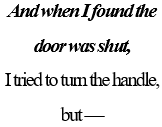 And when I found the
door was shut,
I tried to turn the handle,
but —